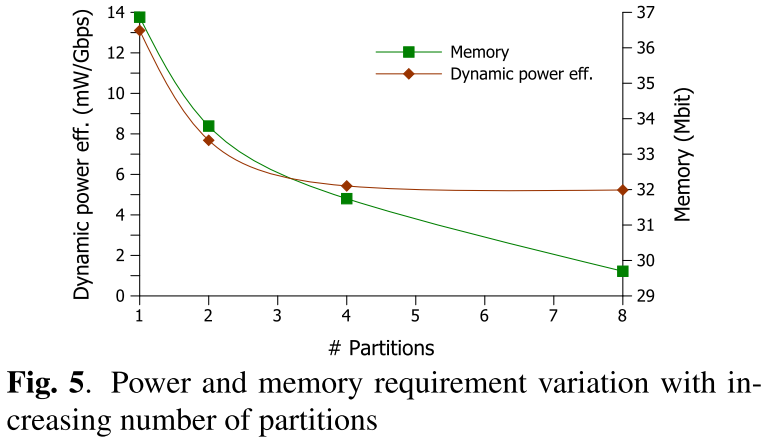 Dynamic power eff. (mW/Gbps)
14
12
10
8
6
4
2
0
Memory
Dynamic power eff.
37
36
35
34
33
32
31
30
29
Memory (Mbit)
1 2 3 4 5 6 7 8
# Partitions
Fig. 5. Power and memory requirement variation with in-
creasing number of partitions